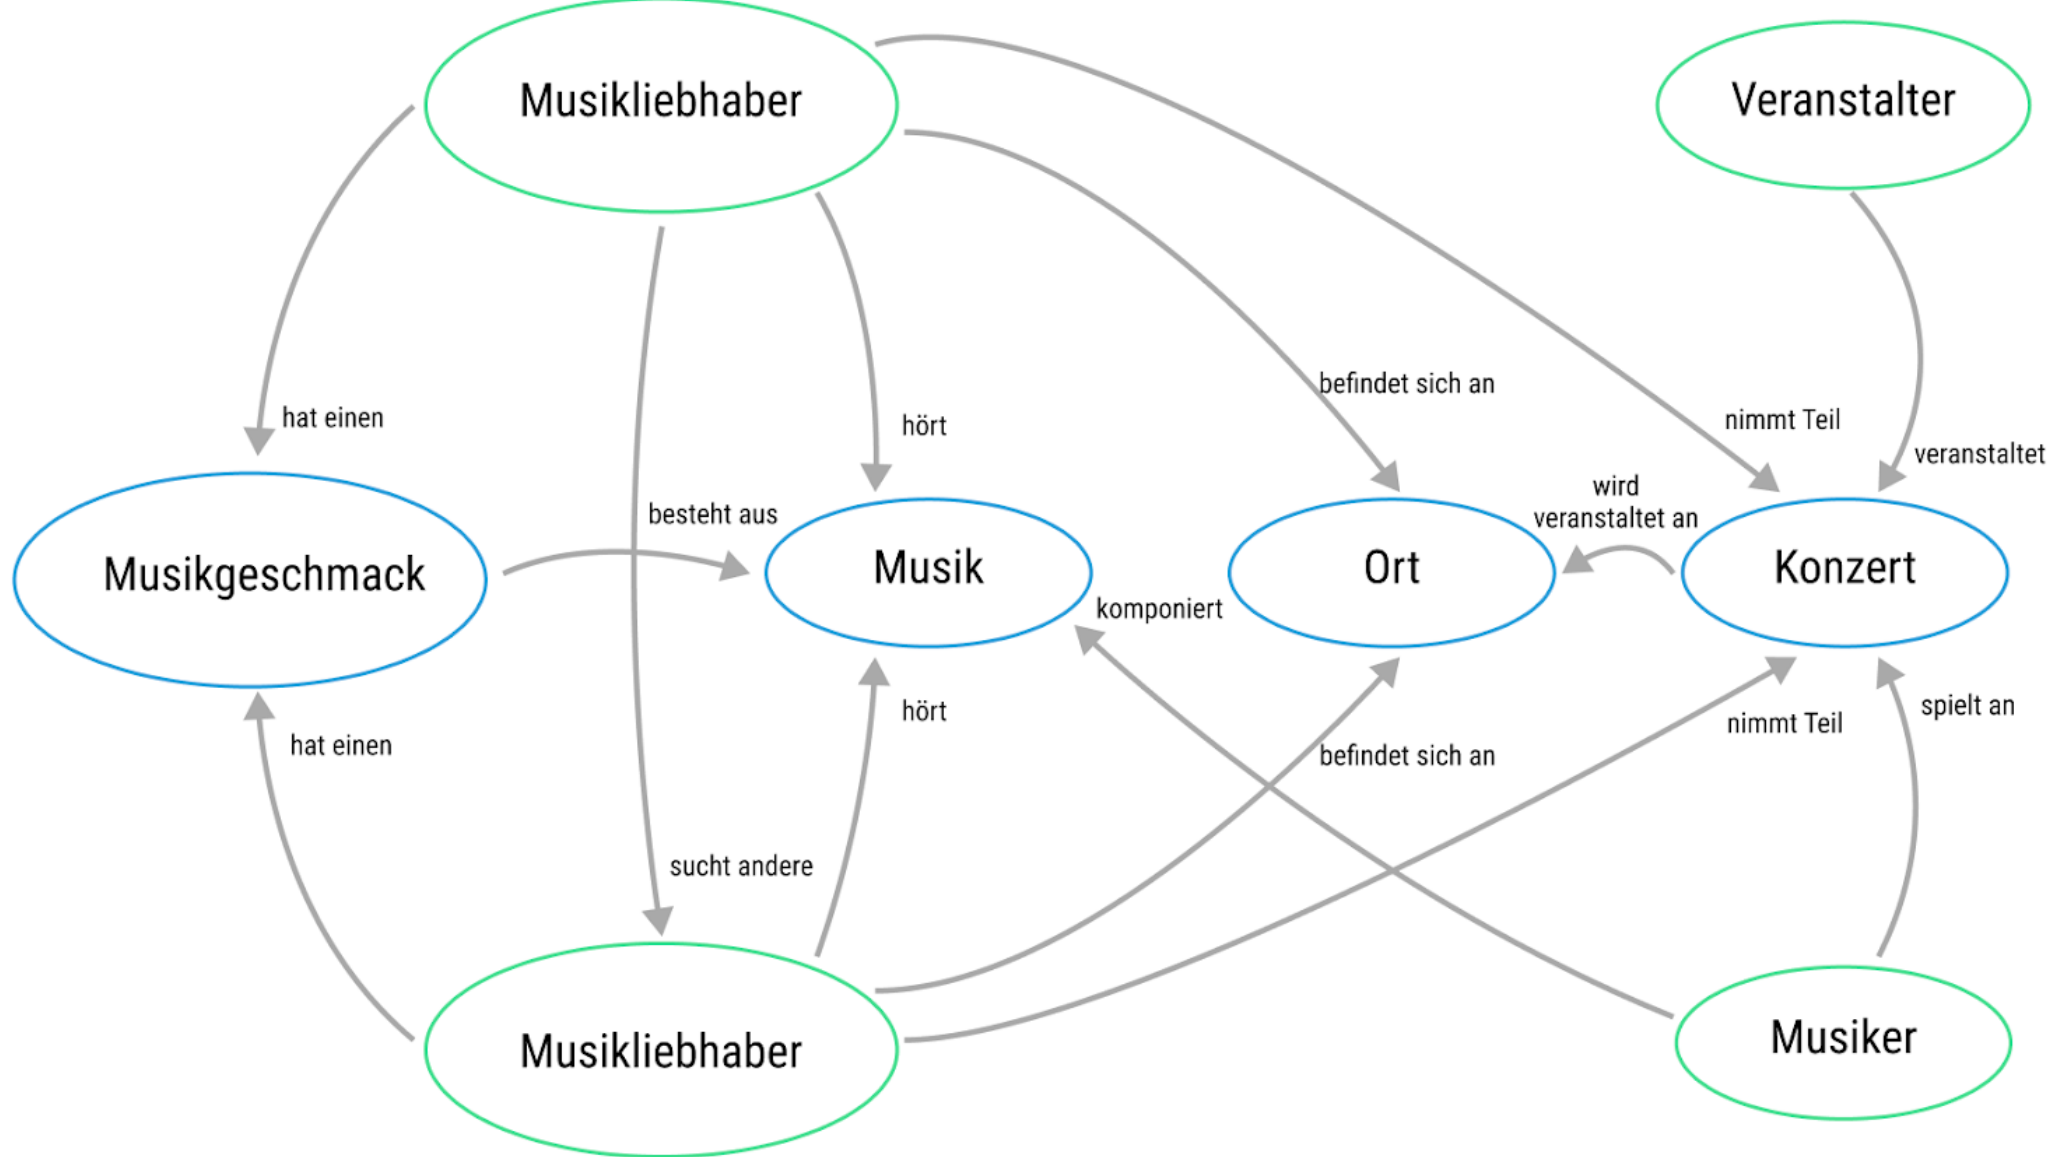 Musikliebhaber
Veranstalter
hat einen
hört
befindet sich an
nimmt Teil
veranstaltet
besteht aus
wird
veranstaltet an
Musikgeschmack
Musik
Ort
Konzert
komponiert
hat einen
hört
befindet sich an
nimmt Teil
spielt an
sucht andere
Musikliebhaber
Musiker